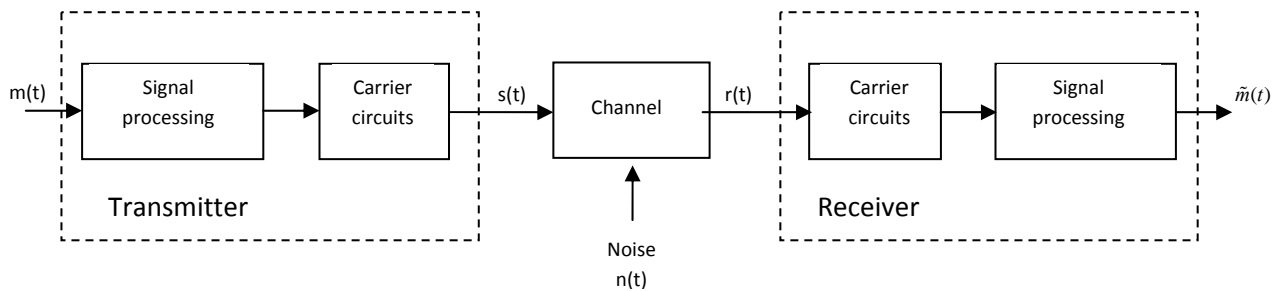 m(t)
Signal
processing
Carrier
circuits
s(t)
Channel
r(t)
Carrier
circuits
Signal
processing
m̃(t)
Transmitter
Receiver
Noise
n(t)